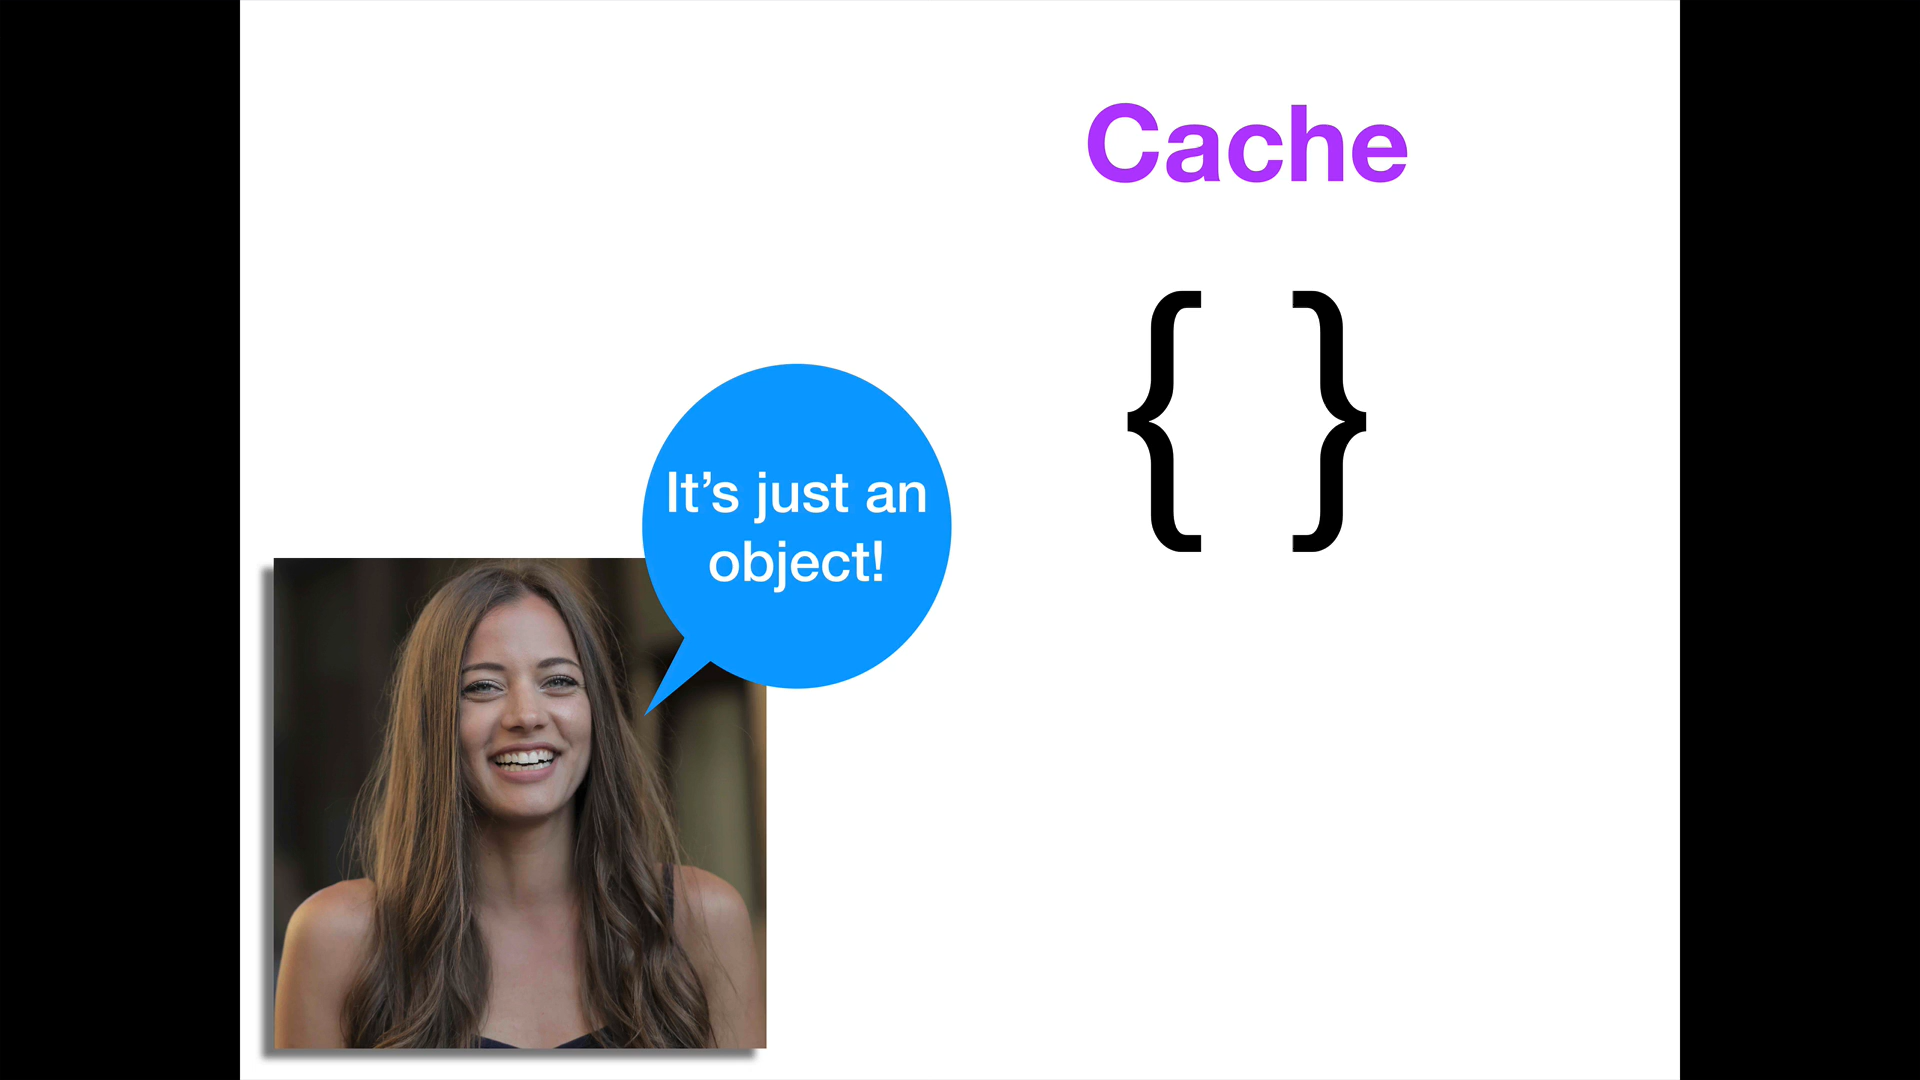 Cache
{ }
It’s just an
object!